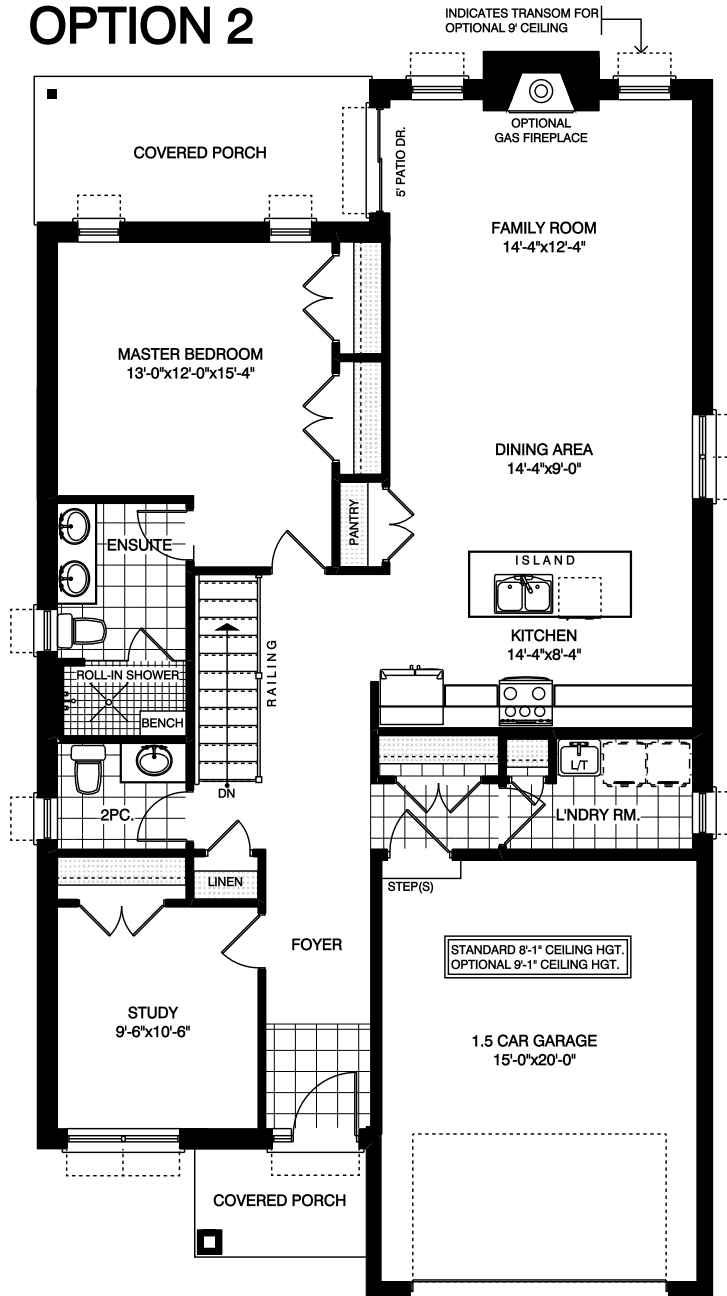 OPTION 2
INDICATES TRANSOM FOR
OPTIONAL 9' CEILING
OPTIONAL
GAS FIREPLACE
COVERED PORCH
5' PATIO DR.
FAMILY ROOM
14'-4"x12'-4"
MASTER BEDROOM
13'-0"x12'-0"x15'-4"
DINING AREA
14'-4"x9'-0"
PANTRY
ENSUITE
ISLAND
KITCHEN
14'-4"x8'-4"
RAILING
ROLL-IN SHOWER
BENCH
L/T
DN
2PC.
L'NDRY RM.
LINEN
STEP(S)
FOYER
STANDARD 8'-1" CEILING HGT.
OPTIONAL 9'-1" CEILING HGT.
STUDY
9'-6"x10'-6"
1.5 CAR GARAGE
15'-0"x20'-0"
COVERED PORCH